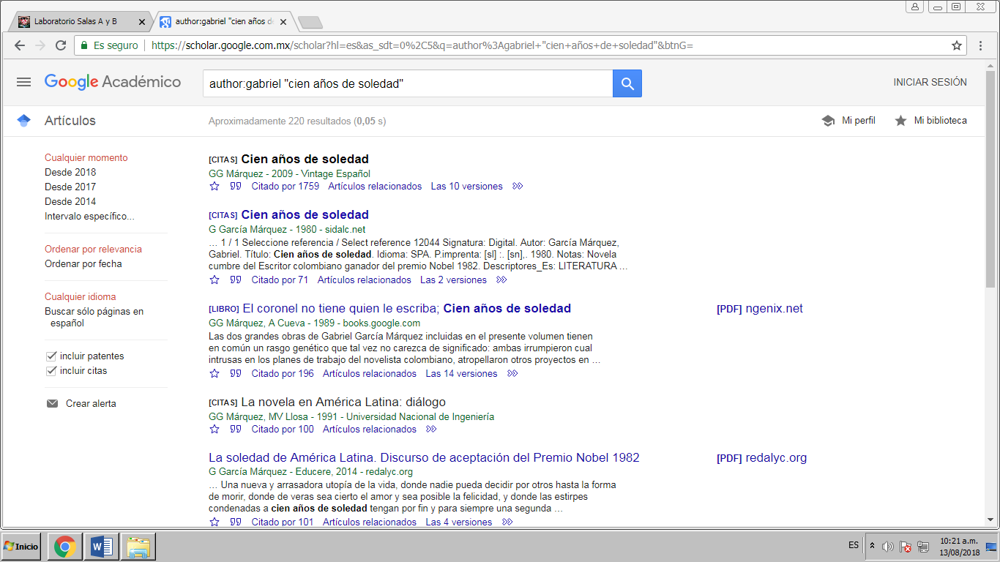 Laboratorio Salas A y B
author:gabriel "cien años de
Es seguro
https://scholar.google.com.mx/scholar?hl=es&as_sdt=0%2C5&q=author%3Agabriel+"cien+años+de+soledad"&btnG=
Google Académico
author:gabriel "cien años de soledad"
INICIAR SESIÓN
Artículos
Aproximadamente 220 resultados (0,05 s)
Mi perfil
Mi biblioteca
Cualquier momento
Desde 2018
Desde 2017
Desde 2014
Intervalo específico...
Ordenar por relevancia
Ordenar por fecha
Cualquier idioma
Buscar sólo páginas en
español
incluir patentes
incluir citas
Crear alerta
[CITAS] Cien años de soledad
GG Márquez - 2009 - Vintage Español
Citado por 1759 Artículos relacionados Las 10 versiones
[CITAS] Cien años de soledad
G García Márquez - 1980 - sidalc.net
... 1 / 1 Seleccione referencia / Select reference 12044 Signatura: Digital. Autor: García Márquez,
Gabriel. Título: Cien años de soledad. Idioma: SPA. P.imprenta: [sl] :. [sn],. 1980. Notas: Novela
cumbre del Escritor colombiano ganador del premio Nobel 1982. Descriptores_Es: LITERATURA ...
Citado por 71 Artículos relacionados Las 2 versiones
[LIBRO] El coronel no tiene quien le escriba; Cien años de soledad
GG Márquez, A Cueva - 1989 - books.google.com
Las dos grandes obras de Gabriel García Márquez incluidas en el presente volumen tienen
en común un rasgo genético que tal vez no carezca de significado: ambas irrumpieron cual
intrusas en los planes de trabajo del novelista colombiano, atropellaron otros proyectos en ...
Citado por 196 Artículos relacionados Las 14 versiones
[PDF] ngenix.net
[CITAS] La novela en América Latina: diálogo
GG Márquez, MV Llosa - 1991 - Universidad Nacional de Ingeniería
Citado por 100 Artículos relacionados
La soledad de América Latina. Discurso de aceptación del Premio Nobel 1982
G García Márquez - Educere, 2014 - redalyc.org
... Una nueva y arrasadora utopía de la vida, donde nadie pueda decidir por otros hasta la forma
de morir, donde de veras sea cierto el amor y sea posible la felicidad, y donde las estirpes
condenadas a cien años de soledad tengan por fin y para siempre una segunda ...
Citado por 101 Artículos relacionados Las 4 versiones
[PDF] redalyc.org
Inicio
ES
10:21 a.m.
13/08/2018